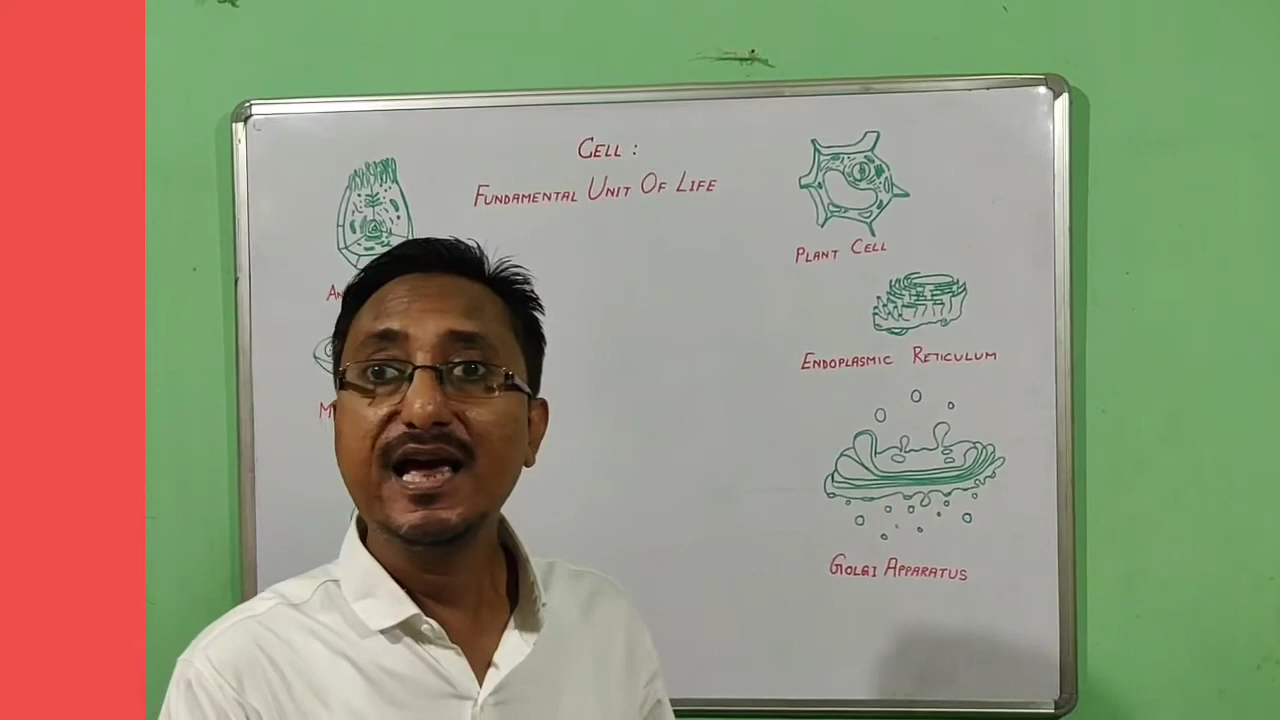 CELL :
FUNDAMENTAL UNIT OF LIFE
PLANT CELL
ENDOPLASMIC RETICULUM
GOLGI APPARATUS